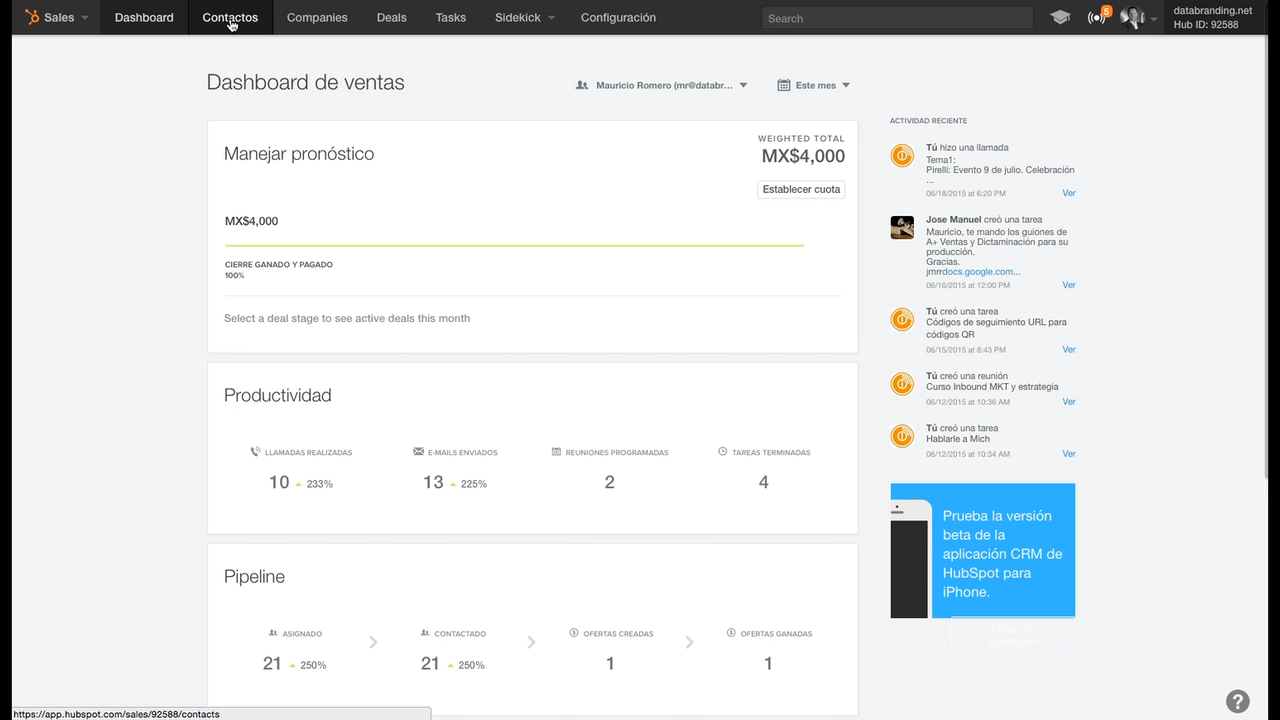 Sales
Dashboard
Contactos
Companies
Deals
Tasks
Sidekick
Configuración
Search
5
databranding.net
Hub ID: 92588
Dashboard de ventas
Mauricio Romero (mr@databr...
Este mes
Manejar pronóstico
WEIGHTED TOTAL
MX$4,000
Establecer cuota
MX$4,000
CIERRE GANADO Y PAGADO
100%
Select a deal stage to see active deals this month
Productividad
LLAMADAS REALIZADAS
E-MAILS ENVIADOS
REUNIONES PROGRAMADAS
TAREAS TERMINADAS
10 233%
13 225%
2
4
Pipeline
ASIGNADO
CONTACTADO
OFERTAS CREADAS
OFERTAS GANADAS
21 250%
21 250%
1
1
ACTIVIDAD RECIENTE
Tú hizo una llamada
Tema1:
Pirelli: Evento 9 de julio. Celebración
...
06/18/2015 at 6:20 PM Ver
Jose Manuel creó una tarea
Mauricio, te mando los guiones de
A+ Ventas y Dictaminación para su
producción.
Gracias.
jmrrdocs.google.com...
06/16/2015 at 12:00 PM Ver
Tú creó una tarea
Códigos de seguimiento URL para
códigos QR
06/15/2015 at 8:43 PM Ver
Tú creó una reunión
Curso Inbound MKT y estrategia
06/12/2015 at 10:36 AM Ver
Tú creó una tarea
Hablarle a Mich
06/12/2015 at 10:34 AM Ver
Prueba la versión
beta de la
aplicación CRM de
HubSpot para
iPhone.
?
https://app.hubspot.com/sales/92588/contacts